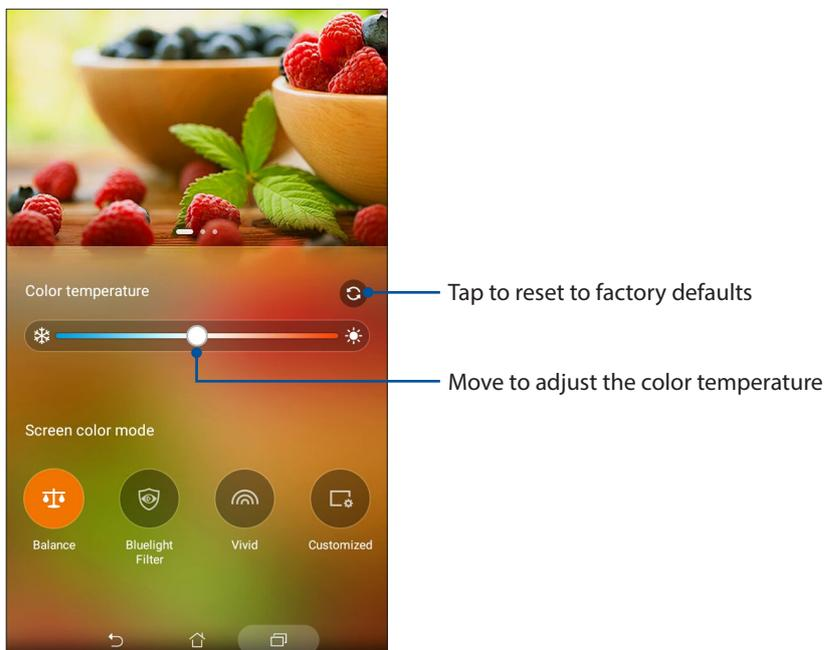 Color temperature
Tap to reset to factory defaults
Move to adjust the color temperature
Screen color mode
Balance
Bluelight
Filter
Vivid
Customized